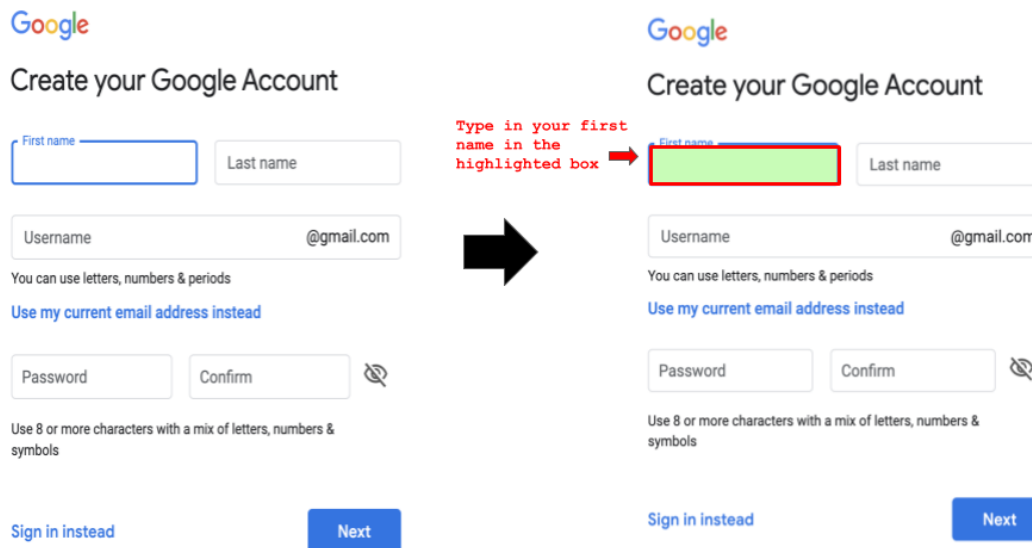 Google
Create your Google Account
First name
Last name
Username
@gmail.com
You can use letters, numbers & periods
Use my current email address instead
Password
Confirm
Use 8 or more characters with a mix of letters, numbers &
symbols
Sign in instead
Next
Type in your first
name in the
highlighted box
Google
Create your Google Account
First name
Last name
Username
@gmail.com
You can use letters, numbers & periods
Use my current email address instead
Password
Confirm
Use 8 or more characters with a mix of letters, numbers &
symbols
Sign in instead
Next